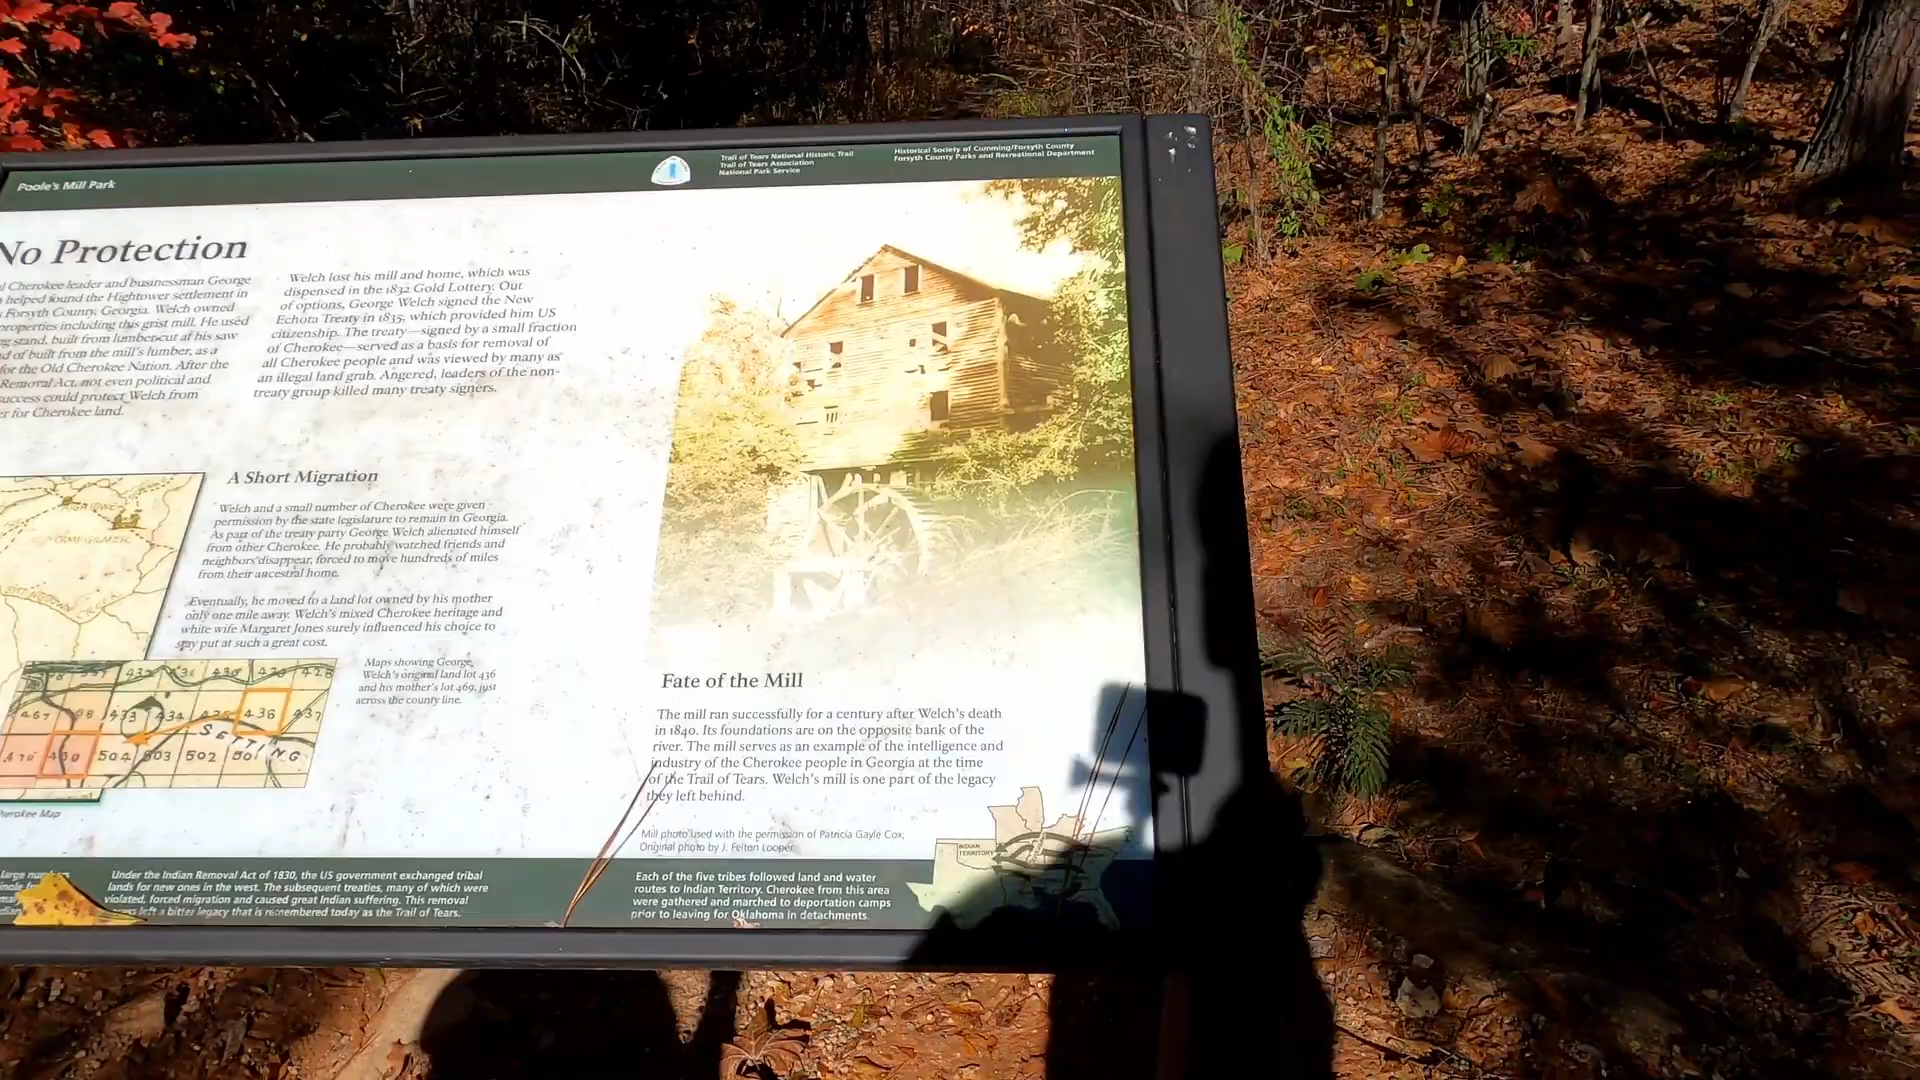 Poole's Mill Park
Trail of Tears National Historic Trail
Trail of Tears Association
National Park Service
Historical Society of Cumming/Forsyth County
Forsyth County Parks and Recreational Department
No Protection
Cherokee leader and businessman George
helped found the Hightower settlement in
Forsyth County, Georgia. Welch owned
properties including this grist mill. He used
stand, built from lumber cut at his saw
of built from the mill's lumber, as a
for the Old Cherokee Nation. After the
Removal Act, not even political and
success could protect Welch from
for Cherokee land.
Welch lost his mill and home, which was
dispensed in the 1832 Gold Lottery. Out
of options, George Welch signed the New
Echota Treaty in 1835, which provided him US
citizenship. The treaty—signed by a small fraction
of Cherokee—served as a basis for removal of
all Cherokee people and was viewed by many as
an illegal land grab. Angered, leaders of the non-
treaty group killed many treaty signers.
A Short Migration
Welch and a small number of Cherokee were given
permission by the state legislature to remain in Georgia.
As part of the treaty party George Welch alienated himself
from other Cherokee. He probably watched friends and
neighbors disappear, forced to move hundreds of miles
from their ancestral home.
Eventually, he moved to a land lot owned by his mother
only one mile away. Welch's mixed Cherokee heritage and
white wife Margaret Jones surely influenced his choice to
stay put at such a great cost.
Maps showing George
Welch's original land lot 436
and his mother's lot 469, just
across the county line.
428
467 433 434 436 437
504 503 502 501
SETTING
Cherokee Map
Fate of the Mill
The mill ran successfully for a century after Welch's death
in 1840. Its foundations are on the opposite bank of the
river. The mill serves as an example of the intelligence and
industry of the Cherokee people in Georgia at the time
of the Trail of Tears. Welch's mill is one part of the legacy
they left behind.
Mill photo used with the permission of Patricia Gayle Cox,
Original photo by J. Felton Looper
INDIAN
TERRITORY
large
Under the Indian Removal Act of 1830, the US government exchanged tribal
lands for new ones in the west. The subsequent treaties, many of which were
violated, forced migration and caused great Indian suffering. This removal
left a bitter legacy that is remembered today as the Trail of Tears.
Each of the five tribes followed land and water
routes to Indian Territory. Cherokee from this area
were gathered and marched to deportation camps
prior to leaving for Oklahoma in detachments.